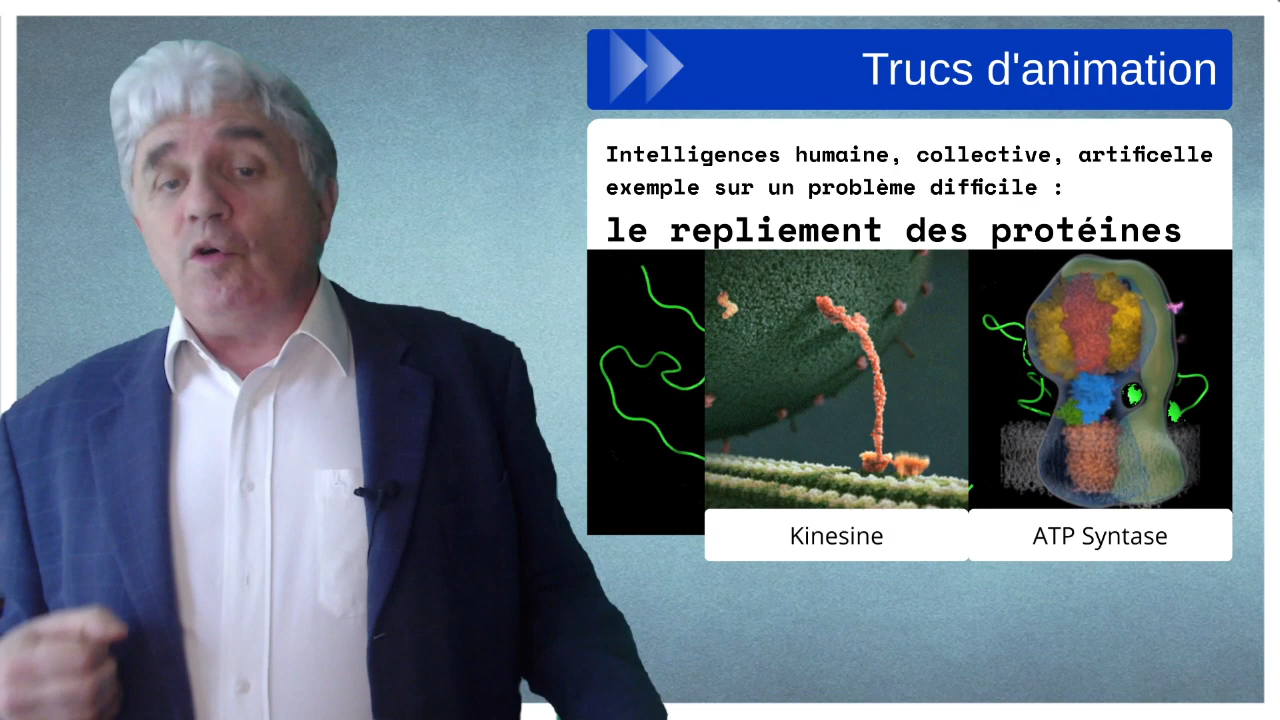 Trucs d'animation
Intelligences humaine, collective, artificelle
exemple sur un problème difficile :
le repliement des protéines
Kinesine
ATP Syntase